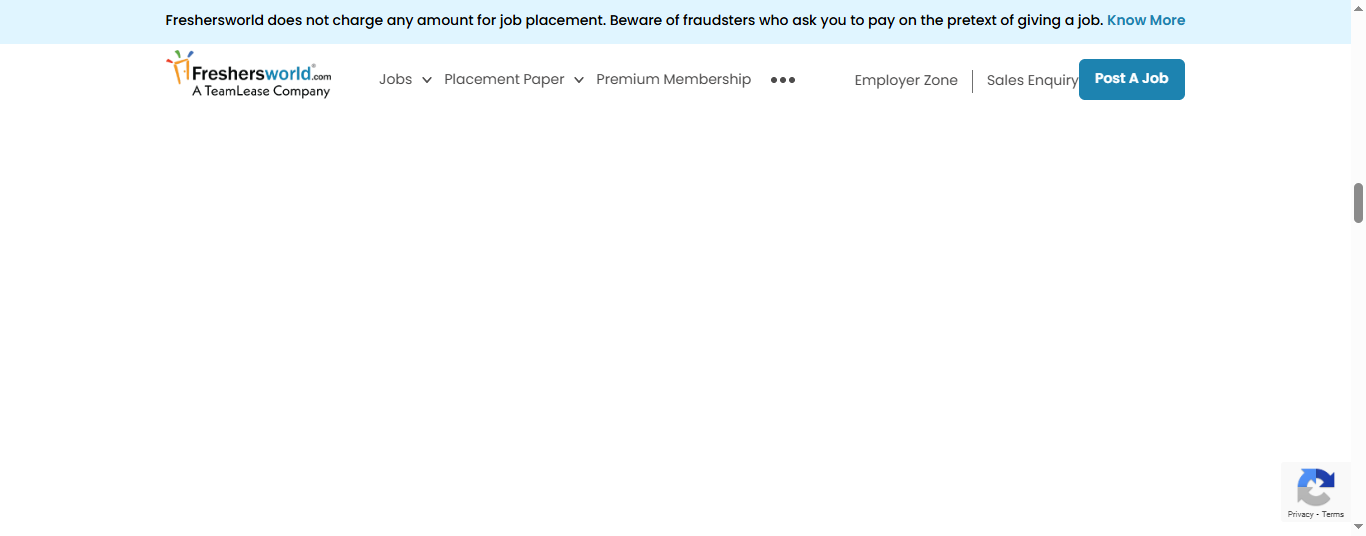 Freshersworld does not charge any amount for job placement. Beware of fraudsters who ask you to pay on the pretext of giving a job. Know More
Freshersworld.com
A TeamLease Company
Jobs
Placement Paper
Premium Membership
Employer Zone
Sales Enquiry
Post A Job
Privacy - Terms